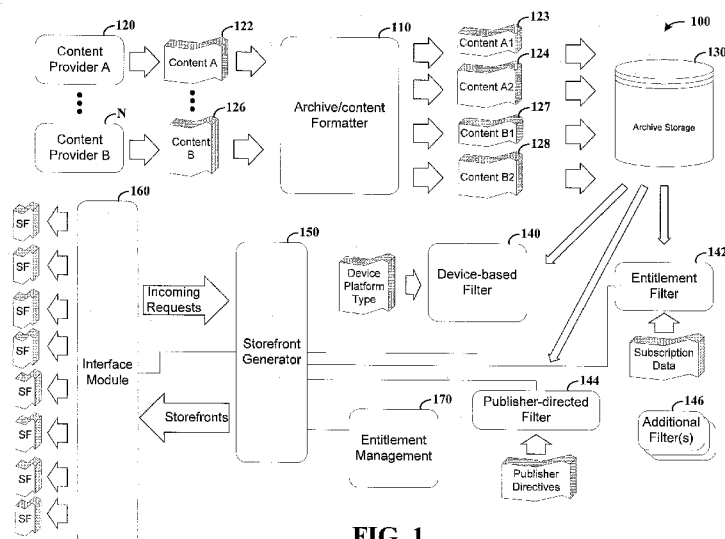 100
120
Content
Provider A
122
Content A
110
Archive/content
Formatter
123
Content A1
124
Content A2
127
Content B1
128
Content B2
130
Archive Storage
N
Content
Provider B
126
Content
B
160
Interface
Module
SF
SF
SF
SF
SF
SF
SF
SF
Incoming
Requests
Storefronts
150
Storefront
Generator
Device
Platform
Type
140
Device-based
Filter
142
Entitlement
Filter
Subscription
Data
144
Publisher-directed
Filter
Publisher
Directives
146
Additional
Filter(s)
170
Entitlement
Management
FIG. 1